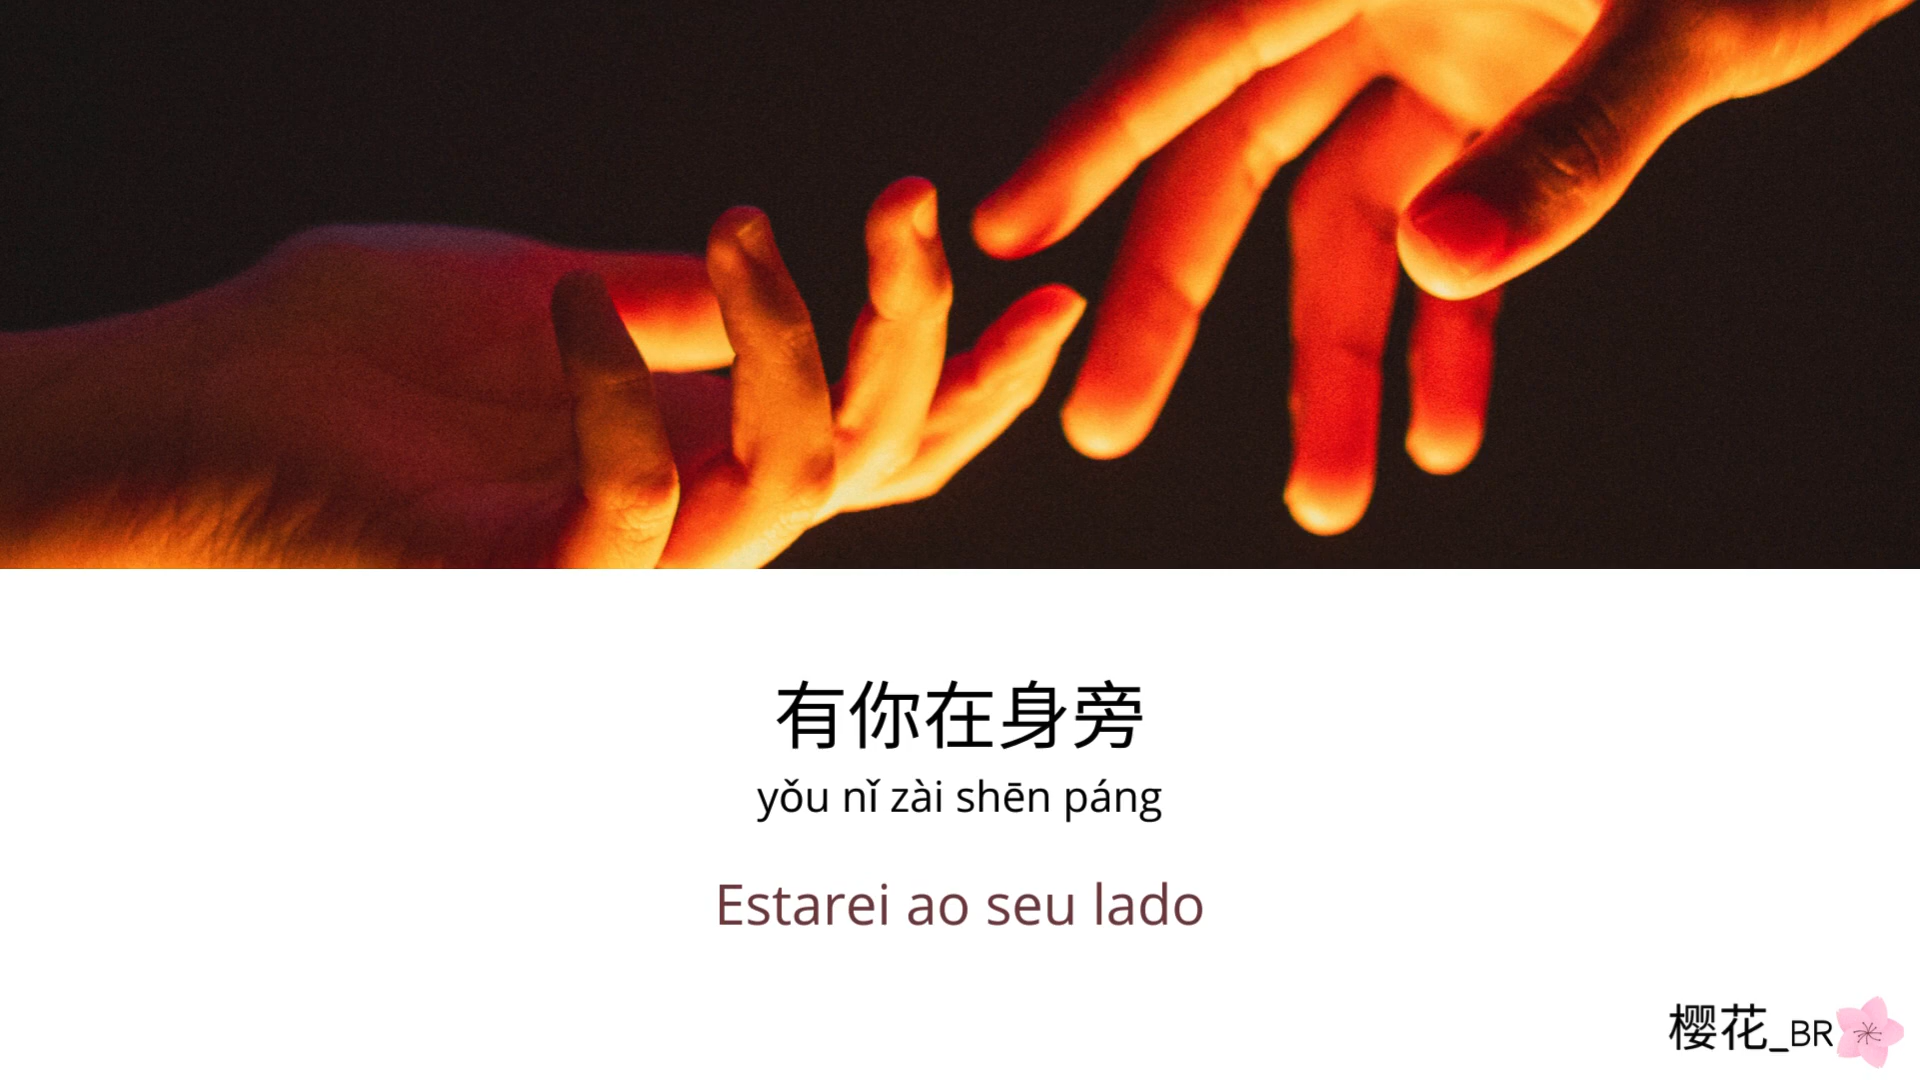 有你在身旁
yǒu nǐ zài shēn páng
Estarei ao seu lado
樱花_BR